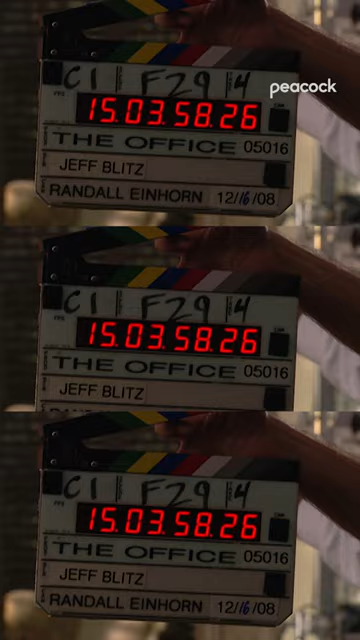 C1 F29 4
peacock
15.03.58.26
THE OFFICE 05016
JEFF BLITZ
RANDALL EINHORN 12/16/08
C1 F29 4
15.03.58.26
THE OFFICE 05016
JEFF BLITZ
C1 F29 4
15.03.58.26
THE OFFICE 05016
JEFF BLITZ
RANDALL EINHORN 12/16/08